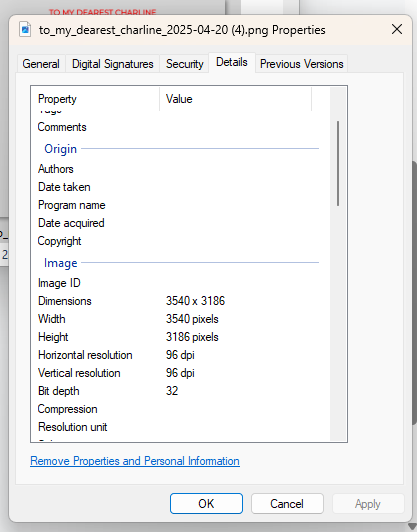 TO MY DEAREST CHARLINE
to_my_dearest_charline_2025-04-20 (4).png Properties
General Digital Signatures Security Details Previous Versions
Property Value
Comments
Origin
Authors
Date taken
Program name
Date acquired
Copyright
Image
Image ID
Dimensions 3540 x 3186
Width 3540 pixels
Height 3186 pixels
Horizontal resolution 96 dpi
Vertical resolution 96 dpi
Bit depth 32
Compression
Resolution unit
Remove Properties and Personal Information
OK Cancel Apply